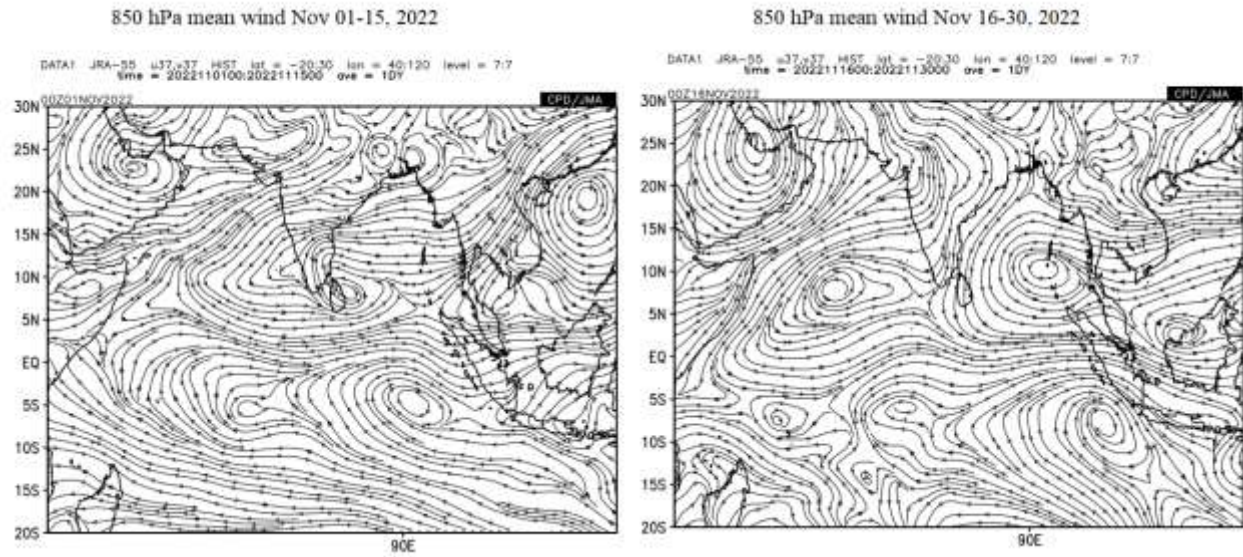 850 hPa mean wind Nov 01-15, 2022
DATA1 JRA-55 u37,v37 HIST lat = -20:30 lon = 40:120 level = 7:7
time = 2022110100:2022111500 ave = 1DY
00Z01NOV2022
CPD/JMA
30N
25N
20N
15N
10N
5N
EQ
5S
10S
15S
20S
90E
850 hPa mean wind Nov 16-30, 2022
DATA1 JRA-55 u37,v37 HIST lat = -20:30 lon = 40:120 level = 7:7
time = 2022111600:2022113000 ave = 1DY
00Z16NOV2022
CPD/JMA
30N
25N
20N
15N
10N
5N
EQ
5S
10S
15S
20S
90E